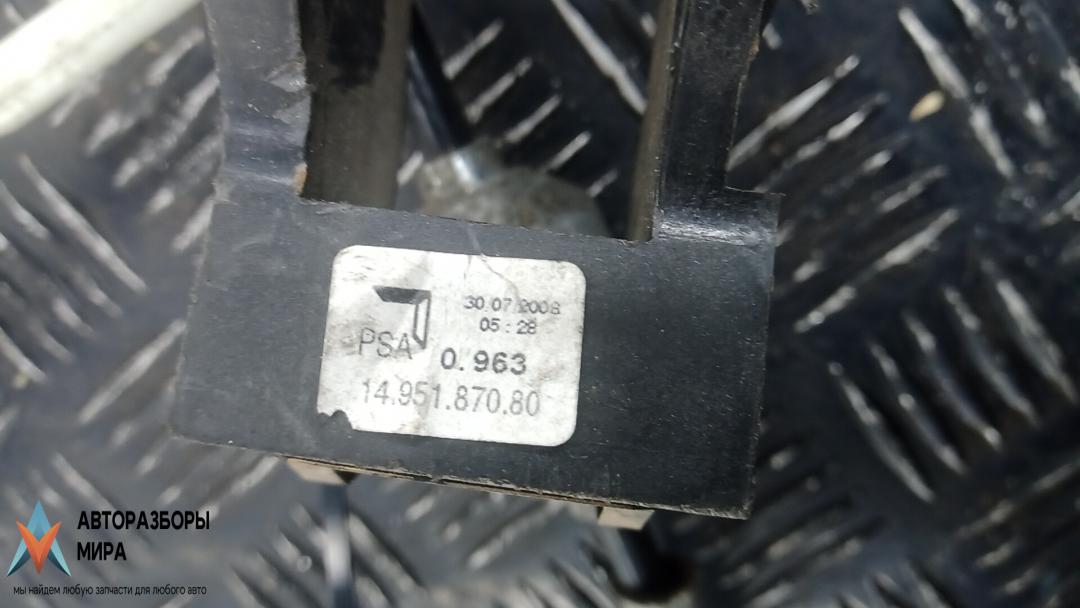 30.07.2008
05:28
PSA
0.963
14.951.870.80
АВТОРАЗБОРЫ
МИРА
мы найдем любую запчасти для любого авто